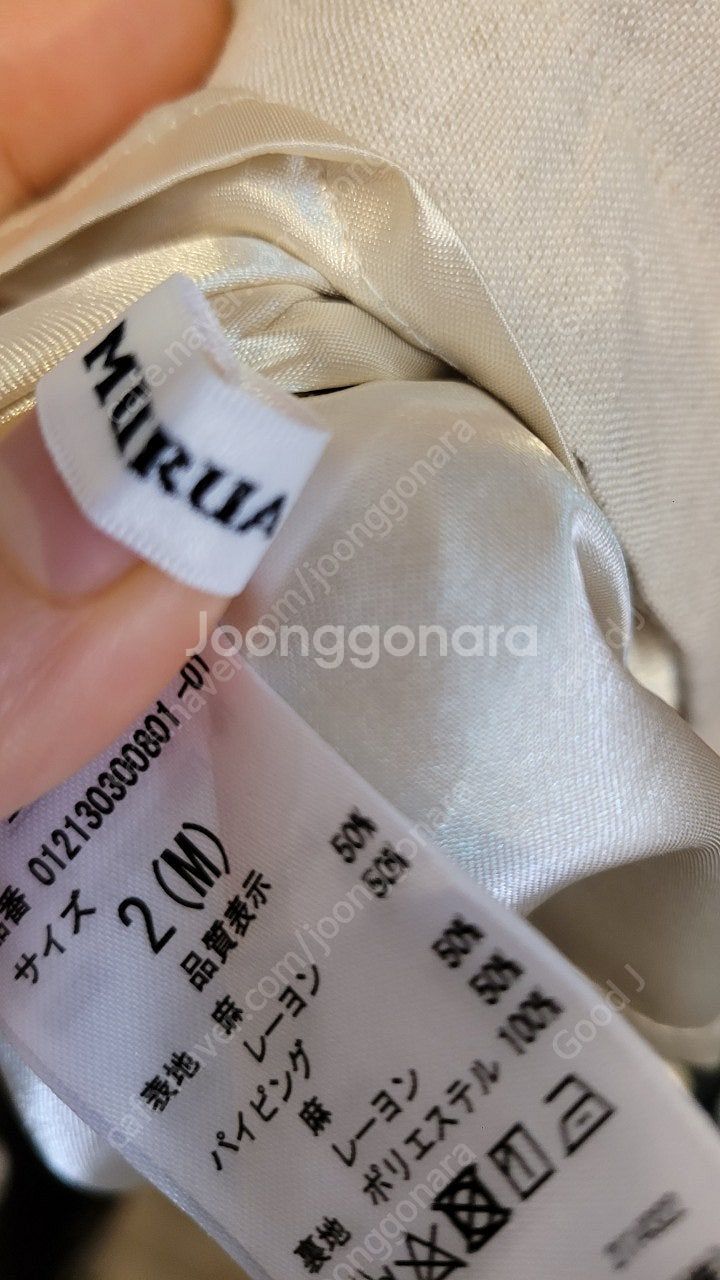 MURUA
Joonggonara
品番 012130300801-01
サイズ 2(M)
品質表示
表地 麻 50%
レーヨン 50%
パイピング
麻 50%
レーヨン 50%
裏地 ポリエステル 100%
Good J